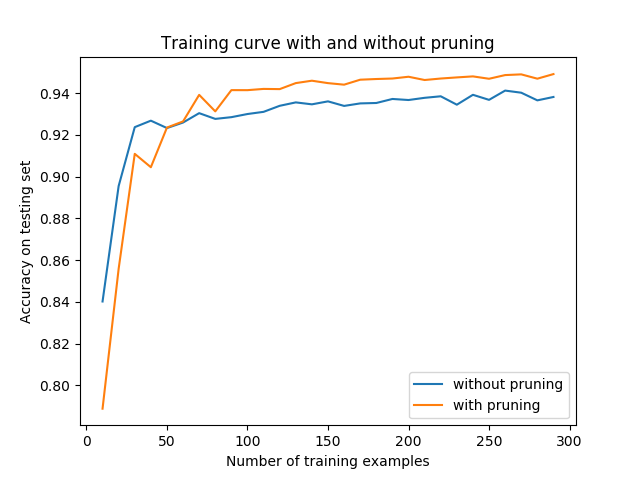 Training curve with and without pruning
Accuracy on testing set
0.94
0.92
0.90
0.88
0.86
0.84
0.82
0.80
without pruning
with pruning
0 50 100 150 200 250 300
Number of training examples